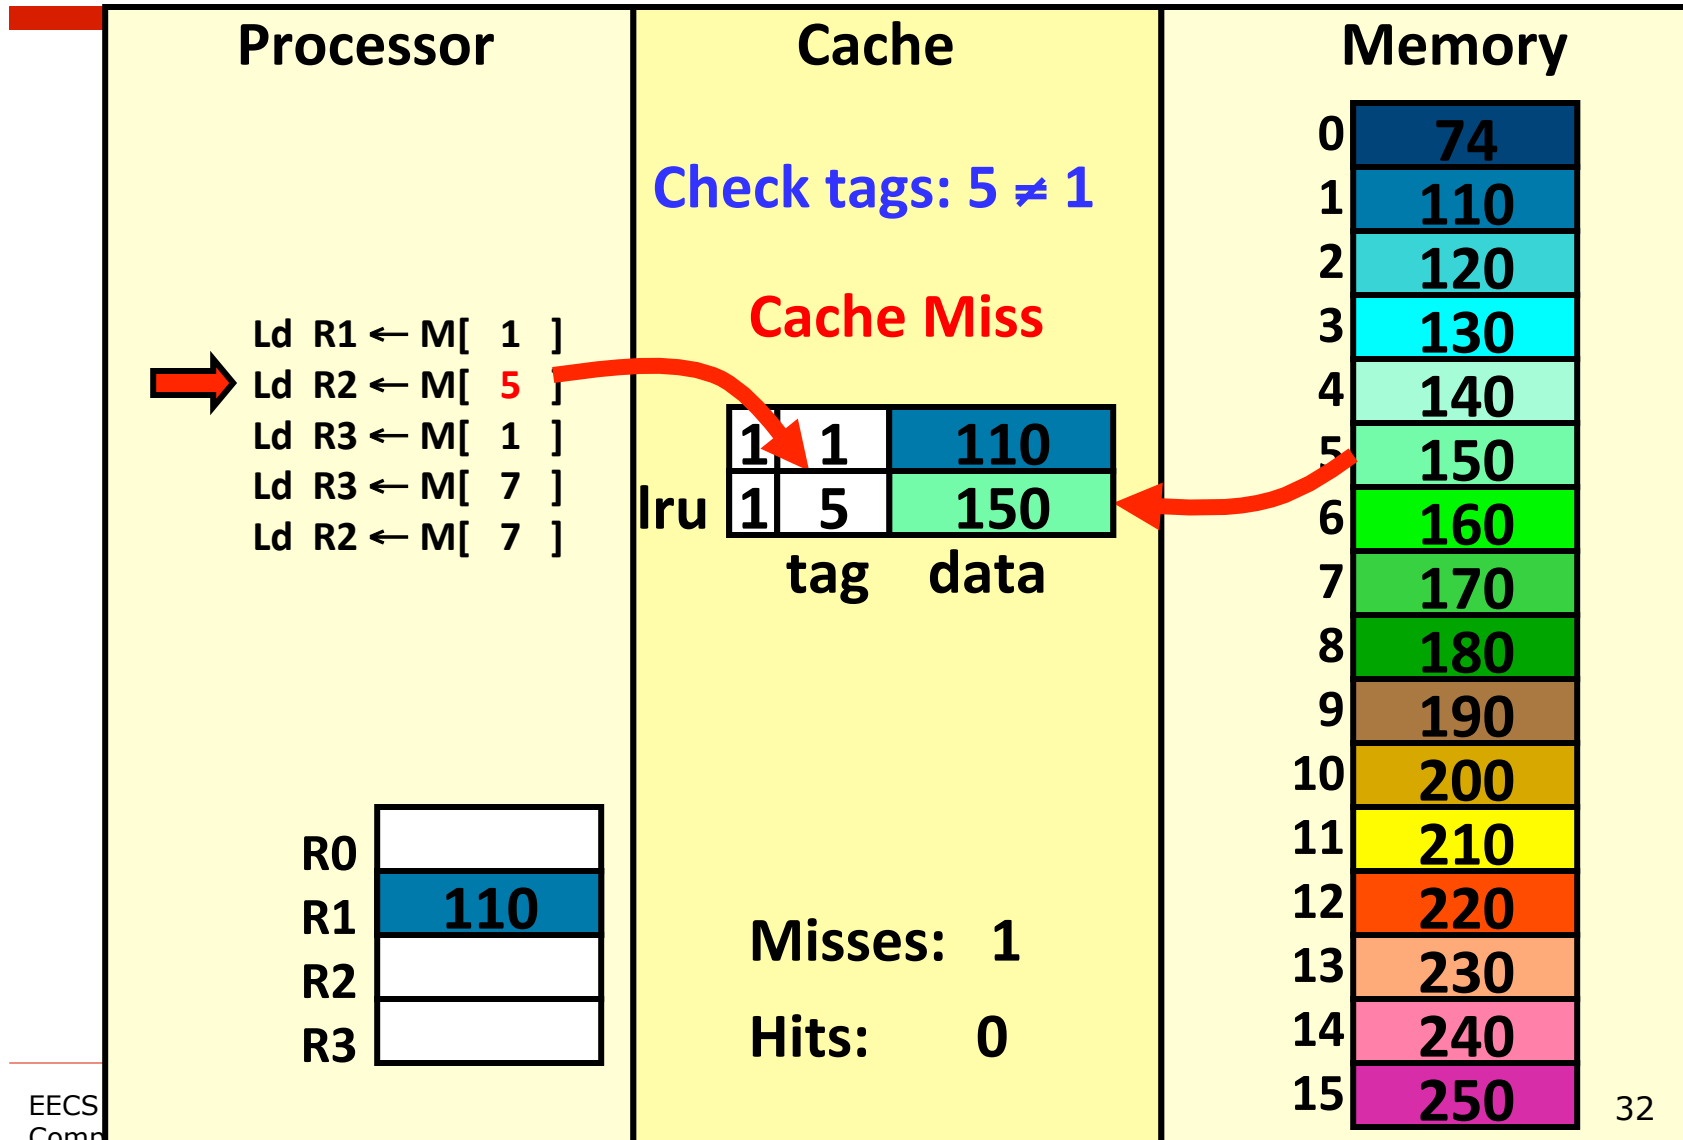 Processor
Ld R1 ← M[ 1 ]
Ld R2 ← M[ 5 ]
Ld R3 ← M[ 1 ]
Ld R3 ← M[ 7 ]
Ld R2 ← M[ 7 ]
R0
R1 110
R2
R3
Cache
Check tags: 5 ≠ 1
Cache Miss
1 1 110
lru 1 5 150
tag data
Misses: 1
Hits: 0
Memory
0 74
1 110
2 120
3 130
4 140
5 150
6 160
7 170
8 180
9 190
10 200
11 210
12 220
13 230
14 240
15 250
EECS
Comp
32